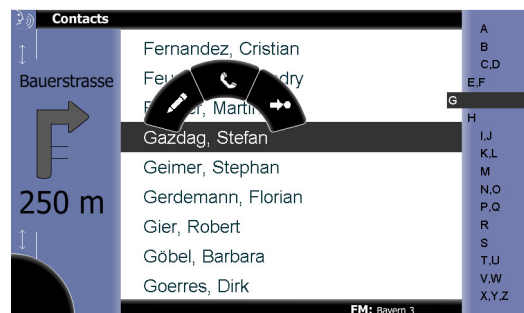 Contacts
Bauerstrasse
250 m
Fernandez, Cristian
Gazdag, Stefan
Geimer, Stephan
Gerdemann, Florian
Gier, Robert
Göbel, Barbara
Goerres, Dirk
A
B
C,D
E,F
G
H
I,J
K,L
M
N,O
P,Q
R
S
T,U
V,W
X,Y,Z
FM: Bayern 3